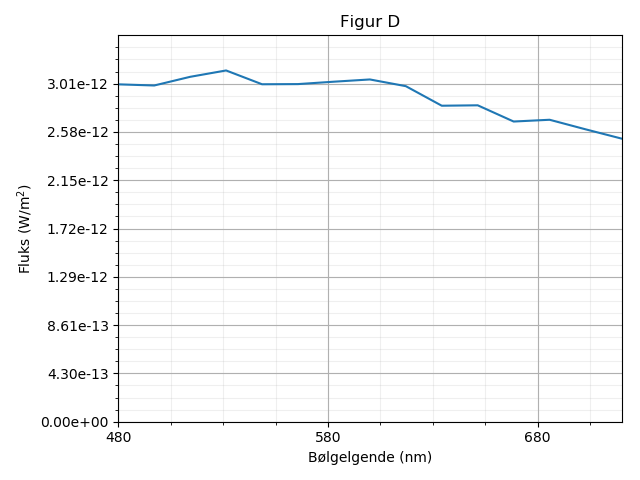 Figur D
Fluks (W/m²)
3.01e-12
2.58e-12
2.15e-12
1.72e-12
1.29e-12
8.61e-13
4.30e-13
0.00e+00
480
580
680
Bølgelgende (nm)